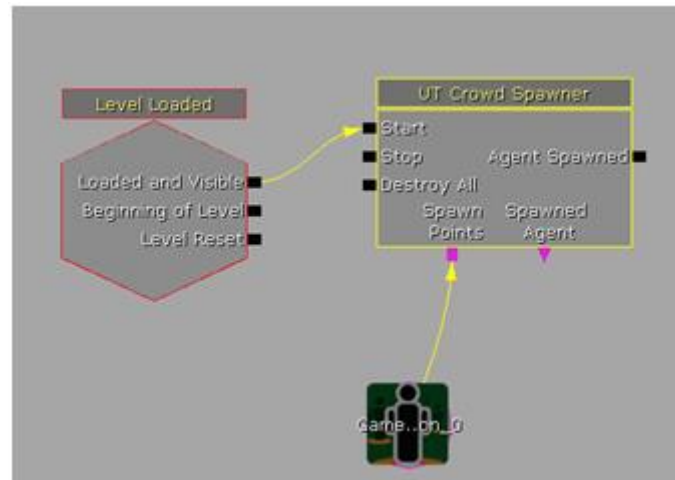 Level Loaded
Loaded and Visible
Beginning of Level
Level Reset
UT Crowd Spawner
Start
Stop
Agent Spawned
Destroy All
Spawn
Points
Spawned
Agent
Game..on_0